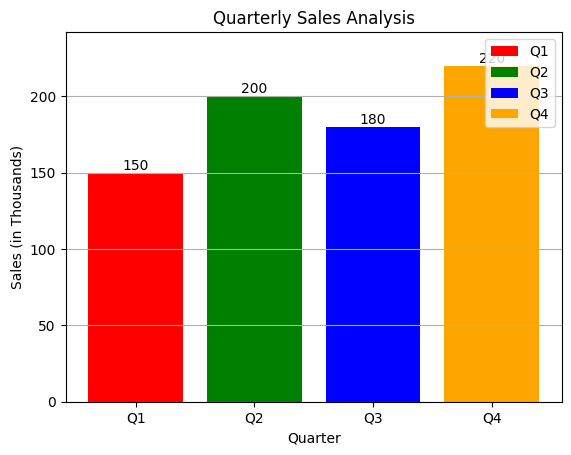 Quarterly Sales Analysis
Sales (in Thousands)
200
150
100
50
0
150
200
180
220
Q1
Q2
Q3
Q4
Q1
Q2
Q3
Q4
Quarter